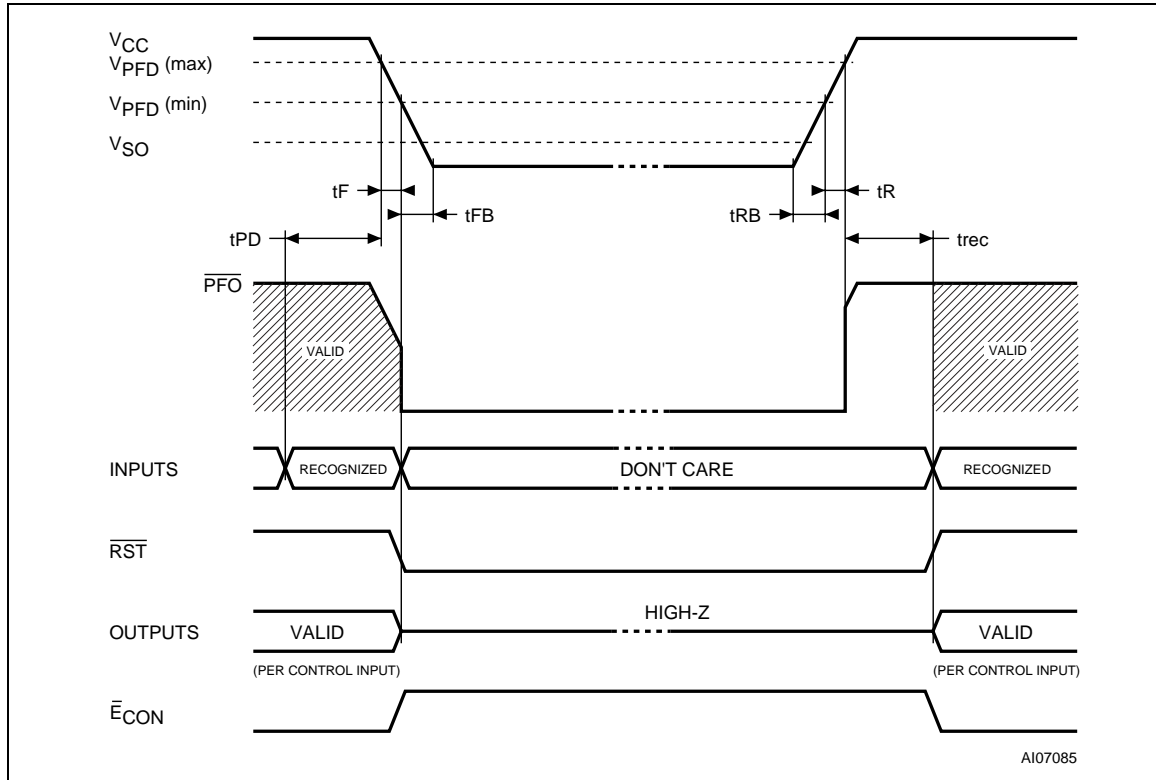 VCC
VPFD (max)
VPFD (min)
VSO
tF
tFB
tR
tRB
tPD
trec
PFO
VALID
VALID
INPUTS
RECOGNIZED
DON'T CARE
RECOGNIZED
RST
HIGH-Z
OUTPUTS
VALID
VALID
(PER CONTROL INPUT)
(PER CONTROL INPUT)
ECON
AI07085